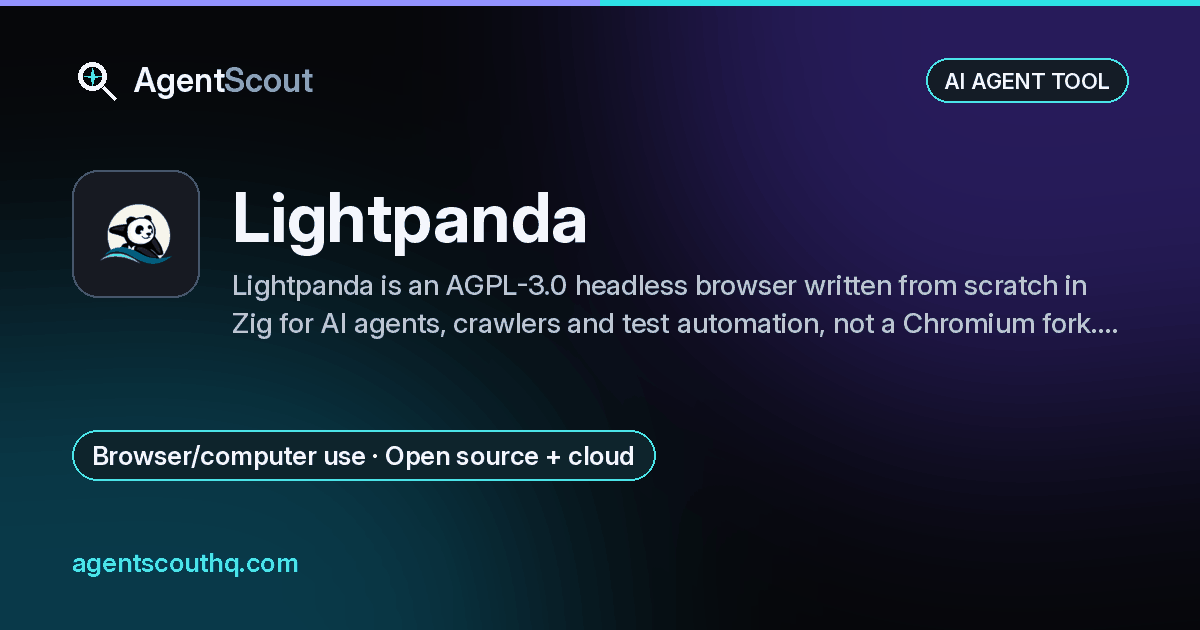 AgentScout
AI AGENT TOOL
Lightpanda
Lightpanda is an AGPL-3.0 headless browser written from scratch in
Zig for AI agents, crawlers and test automation, not a Chromium fork....
Browser/computer use · Open source + cloud
agentscouthq.com